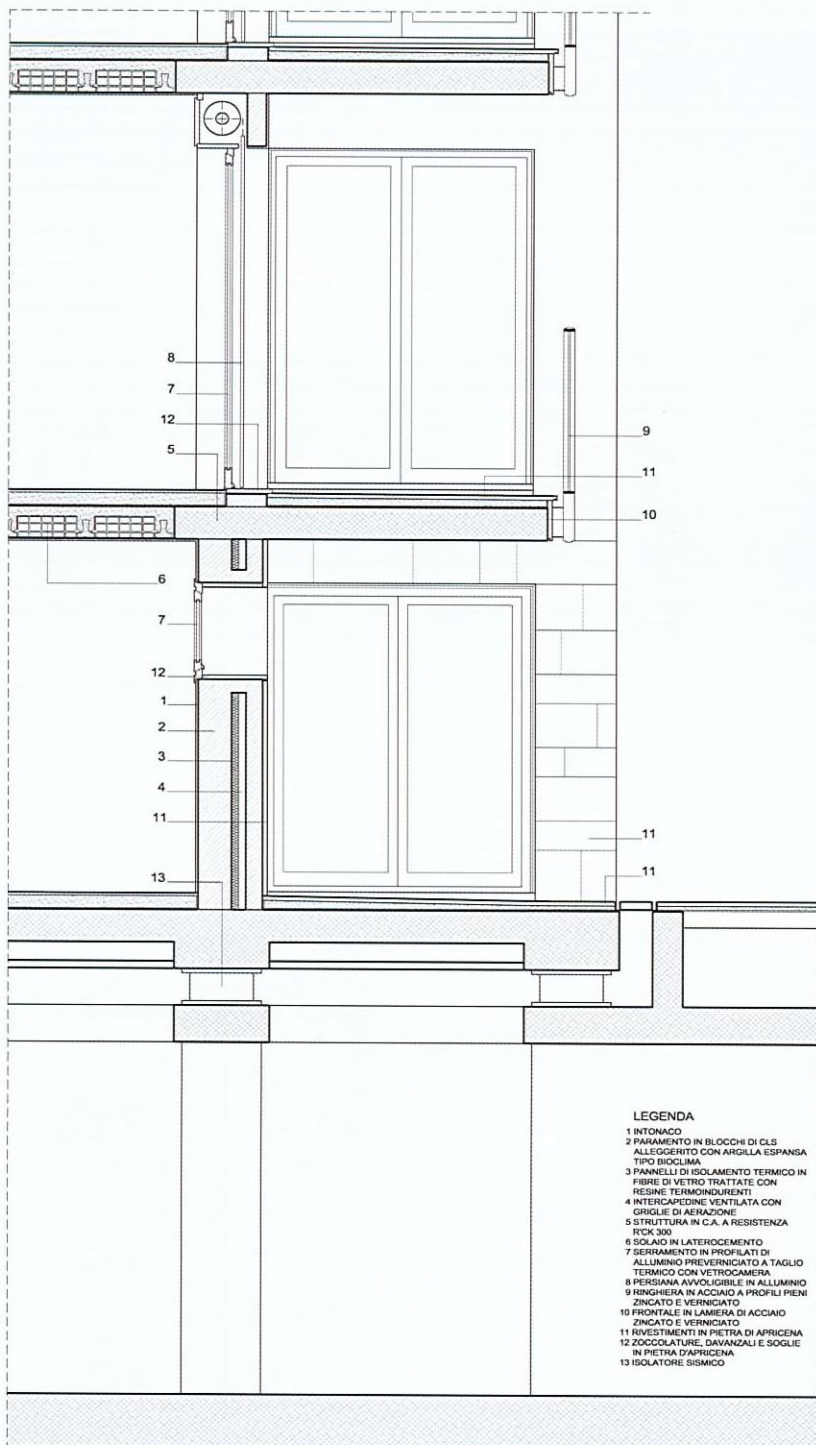 8
7
12
5
9
11
10
6
7
12
1
2
3
4
11
11
11
13
LEGENDA
1 INTONACO
2 PARAMENTO IN BLOCCHI DI CLS
ALLEGGERITO CON ARGILLA ESPANSA
TIPO BIOCLIMA
3 PANNELLI DI ISOLAMENTO TERMICO IN
FIBRE DI VETRO TRATTATE CON
RESINE TERMOINDURENTI
4 INTERCAPEDINE VENTILATA CON
GRIGLIE DI AERAZIONE
5 STRUTTURA IN C.A. A RESISTENZA
R'CK 300
6 SOLAIO IN LATEROCEMENTO
7 SERRAMENTO IN PROFILATI DI
ALLUMINIO PREVERNICIATO A TAGLIO
TERMICO CON VETROCAMERA
8 PERSIANA AVVOLIGIBILE IN ALLUMINIO
9 RINGHIERA IN ACCIAIO A PROFILI PIENI
ZINCATO E VERNICIATO
10 FRONTALE IN LAMIERA DI ACCIAIO
ZINCATO E VERNICIATO
11 RIVESTIMENTI IN PIETRA DI APRICENA
12 ZOCCOLATURE, DAVANZALI E SOGLIE
IN PIETRA D'APRICENA
13 ISOLATORE SISMICO